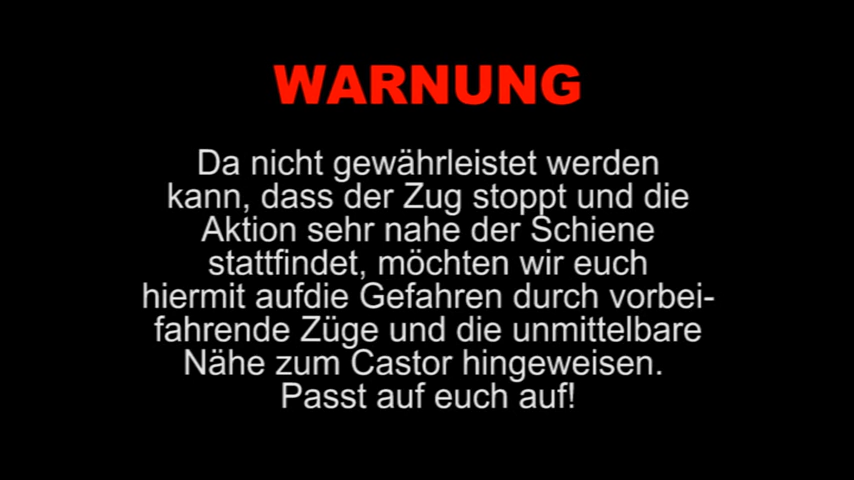 WARNUNG
Da nicht gewährleistet werden
kann, dass der Zug stoppt und die
Aktion sehr nahe der Schiene
stattfindet, möchten wir euch
hiermit aufdie Gefahren durch vorbei-
fahrende Züge und die unmittelbare
Nähe zum Castor hingeweisen.
Passt auf euch auf!